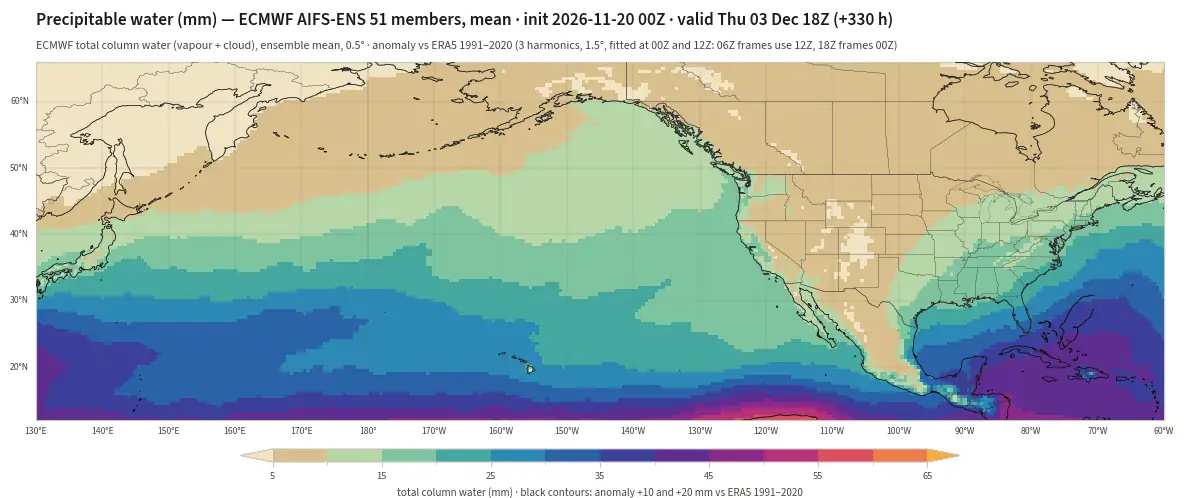 Precipitable water (mm) — ECMWF AIFS-ENS 51 members, mean · init 2026-11-20 00Z · valid Thu 03 Dec 18Z (+330 h)
ECMWF total column water (vapour + cloud), ensemble mean, 0.5° · anomaly vs ERA5 1991–2020 (3 harmonics, 1.5°, fitted at 00Z and 12Z: 06Z frames use 12Z, 18Z frames 00Z)
60°N
50°N
40°N
30°N
20°N
130°E 140°E 150°E 160°E 170°E 180° 170°W 160°W 150°W 140°W 130°W 120°W 110°W 100°W 90°W 80°W 70°W 60°W
5 15 25 35 45 55 65
total column water (mm) · black contours: anomaly +10 and +20 mm vs ERA5 1991–2020